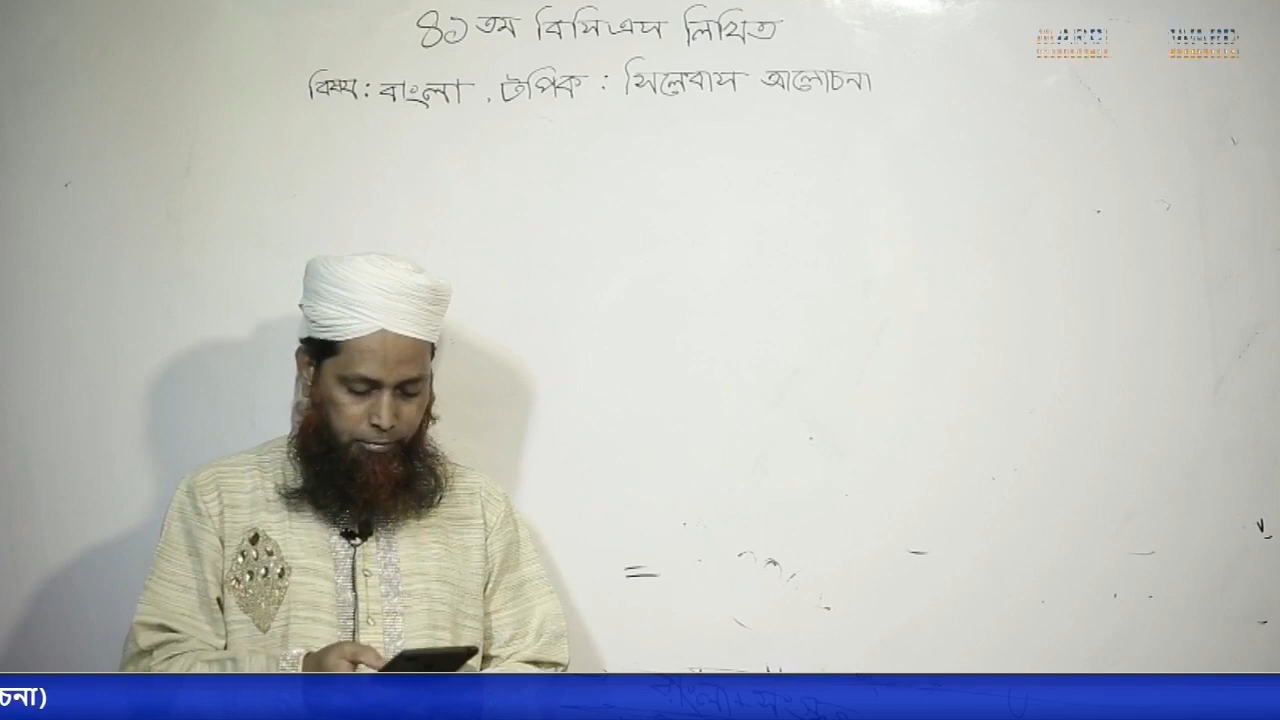 ৪১তম বিসিএস লিখিত
বিষয়: বাংলা, টপিক: সিলেবাস আলোচনা
=
চনা)